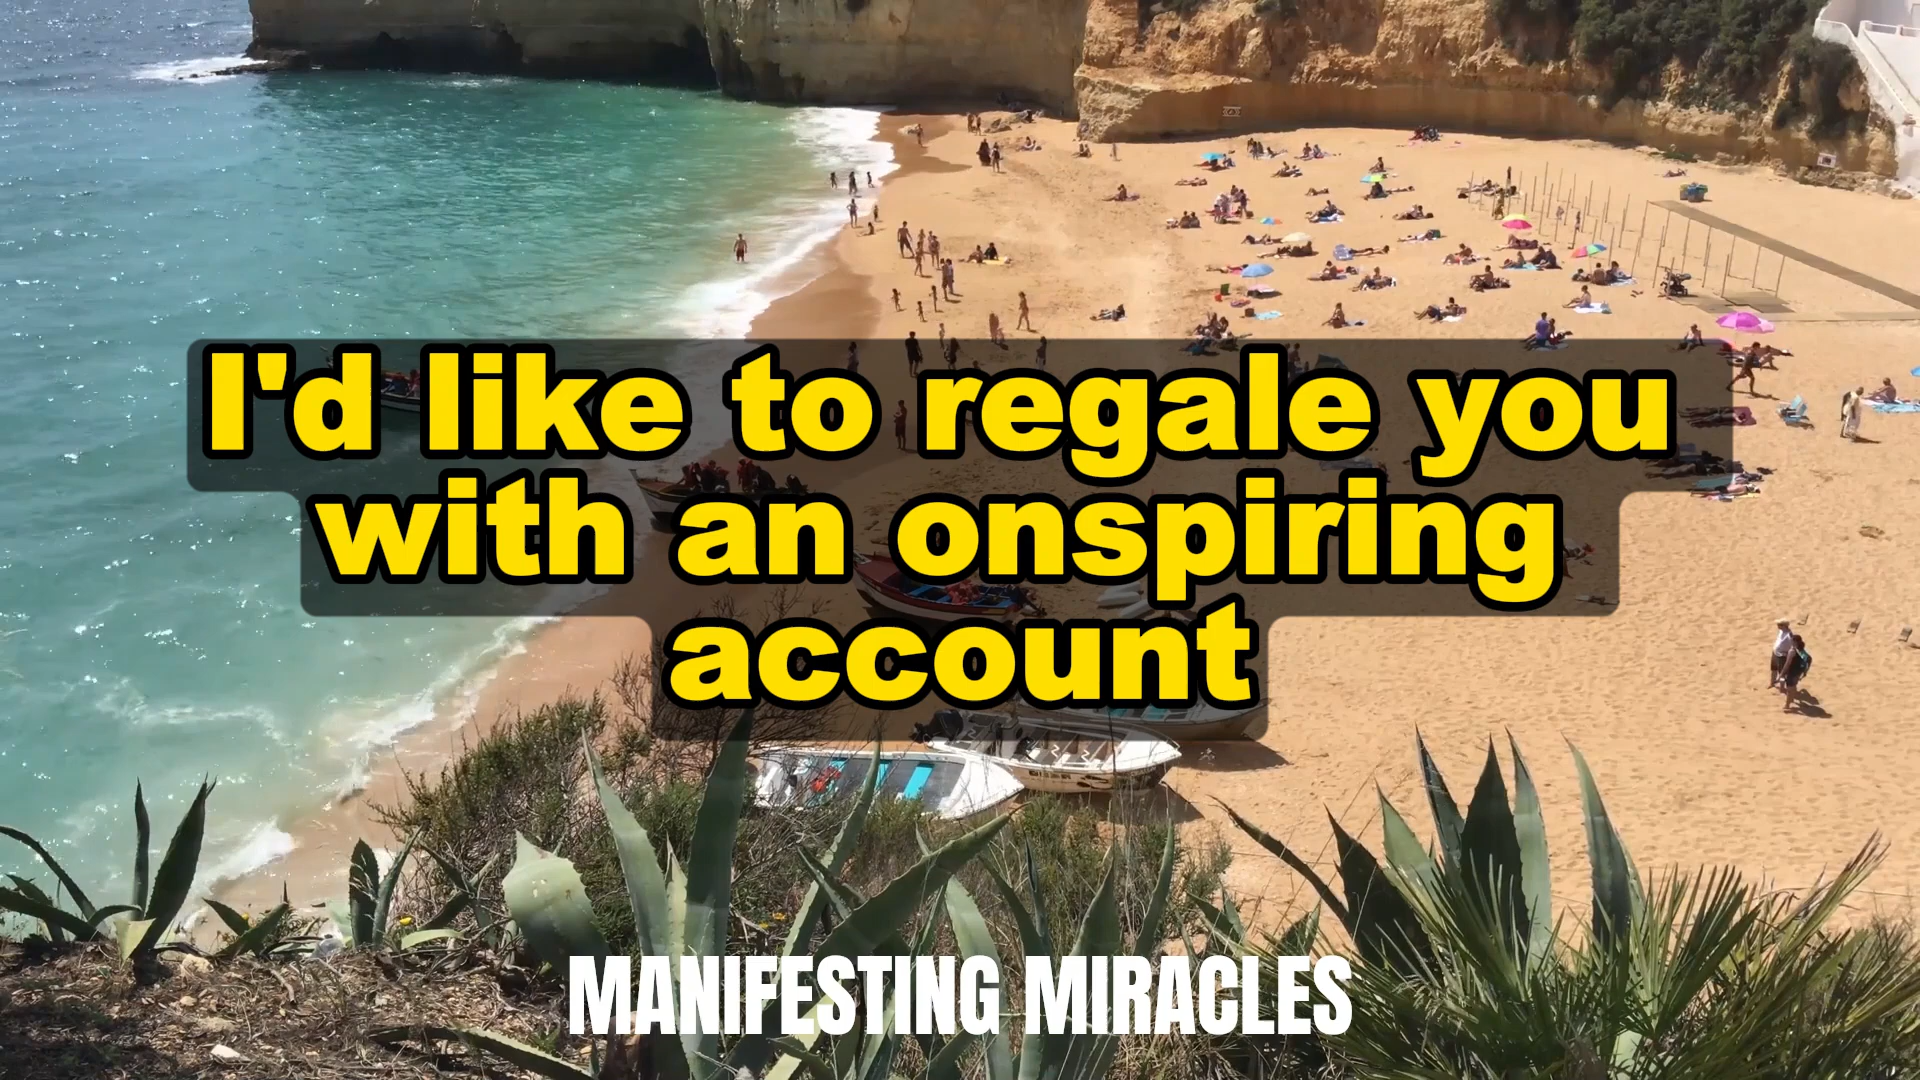 I'd like to regale you
with an onspiring
account
MANIFESTING MIRACLES